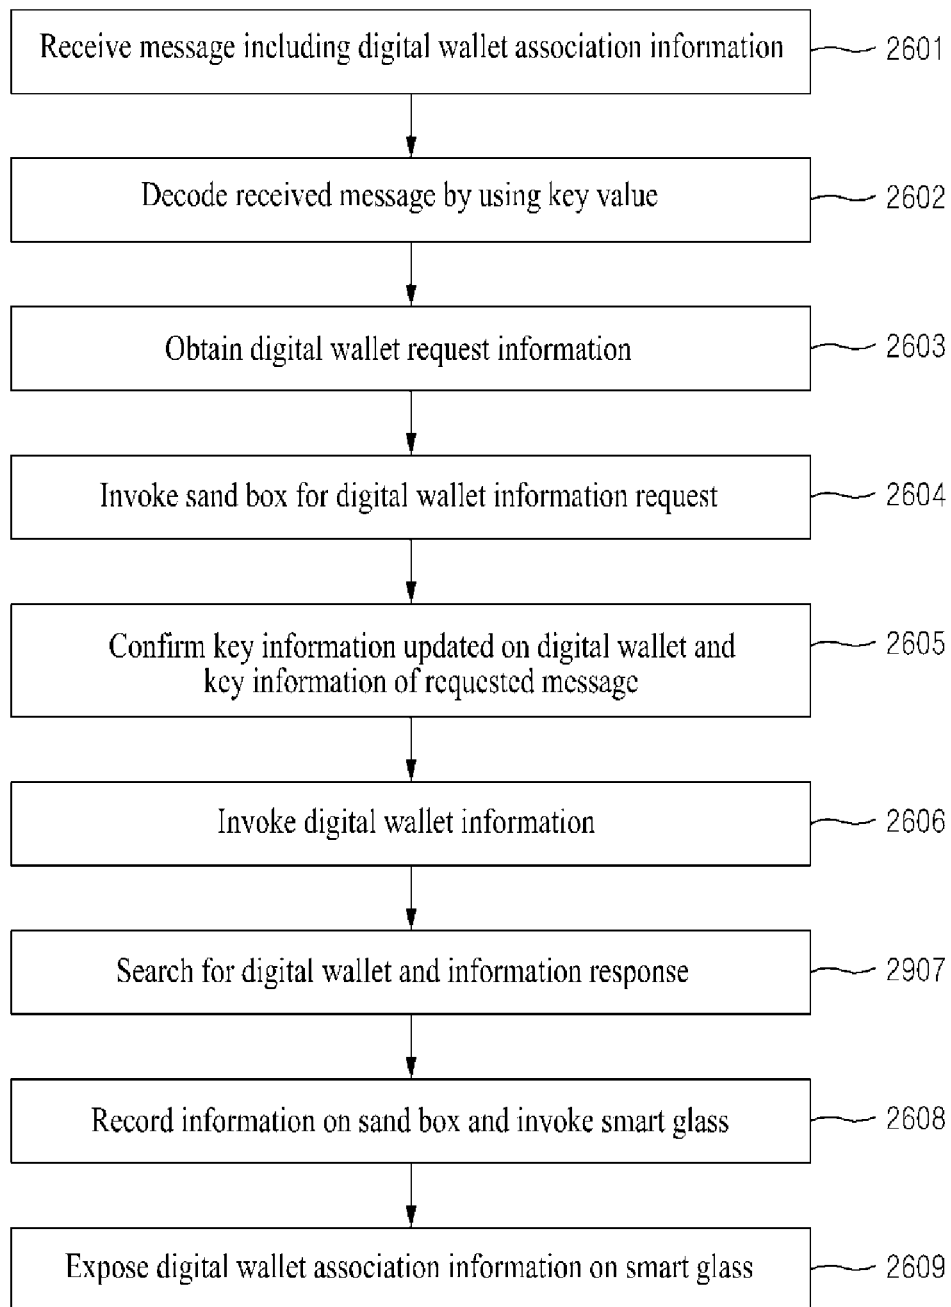 Receive message including digital wallet association information
2601
Decode received message by using key value
2602
Obtain digital wallet request information
2603
Invoke sand box for digital wallet information request
2604
Confirm key information updated on digital wallet and
key information of requested message
2605
Invoke digital wallet information
2606
Search for digital wallet and information response
2907
Record information on sand box and invoke smart glass
2608
Expose digital wallet association information on smart glass
2609